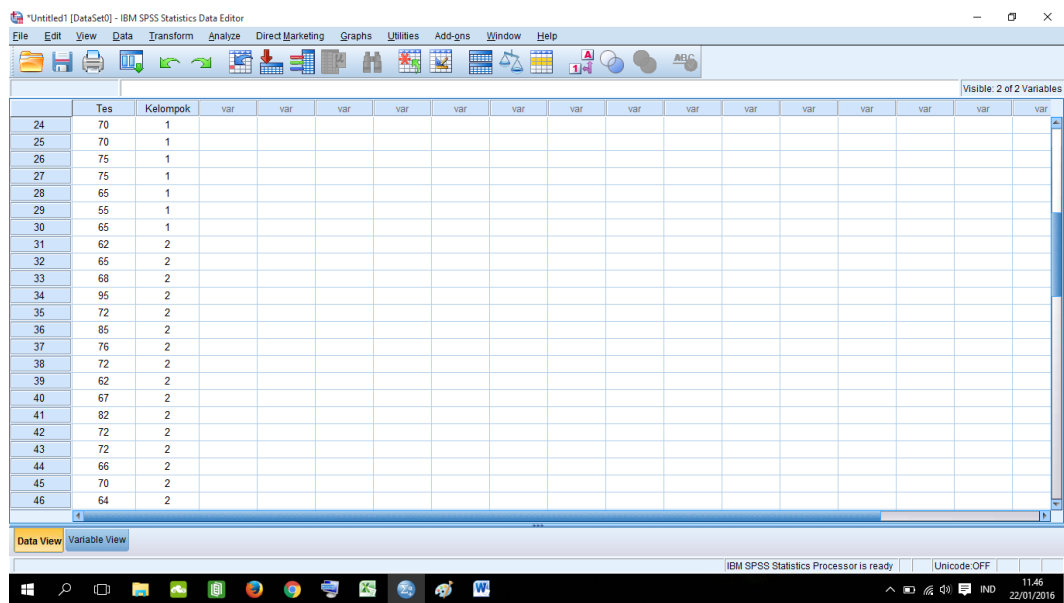 *Untitled1 [DataSet0] - IBM SPSS Statistics Data Editor
File Edit View Data Transform Analyze Direct Marketing Graphs Utilities Add-ons Window Help
A
1 ABC
Visible: 2 of 2 Variables
Tes Kelompok var var var var var var var var var var var var var var var
24 70 1
25 70 1
26 75 1
27 75 1
28 65 1
29 55 1
30 65 1
31 62 2
32 65 2
33 68 2
34 95 2
35 72 2
36 85 2
37 76 2
38 72 2
39 62 2
40 67 2
41 82 2
42 72 2
43 72 2
44 66 2
45 70 2
46 64 2
Data View Variable View
IBM SPSS Statistics Processor is ready Unicode:OFF
IND 11.46
22/01/2016